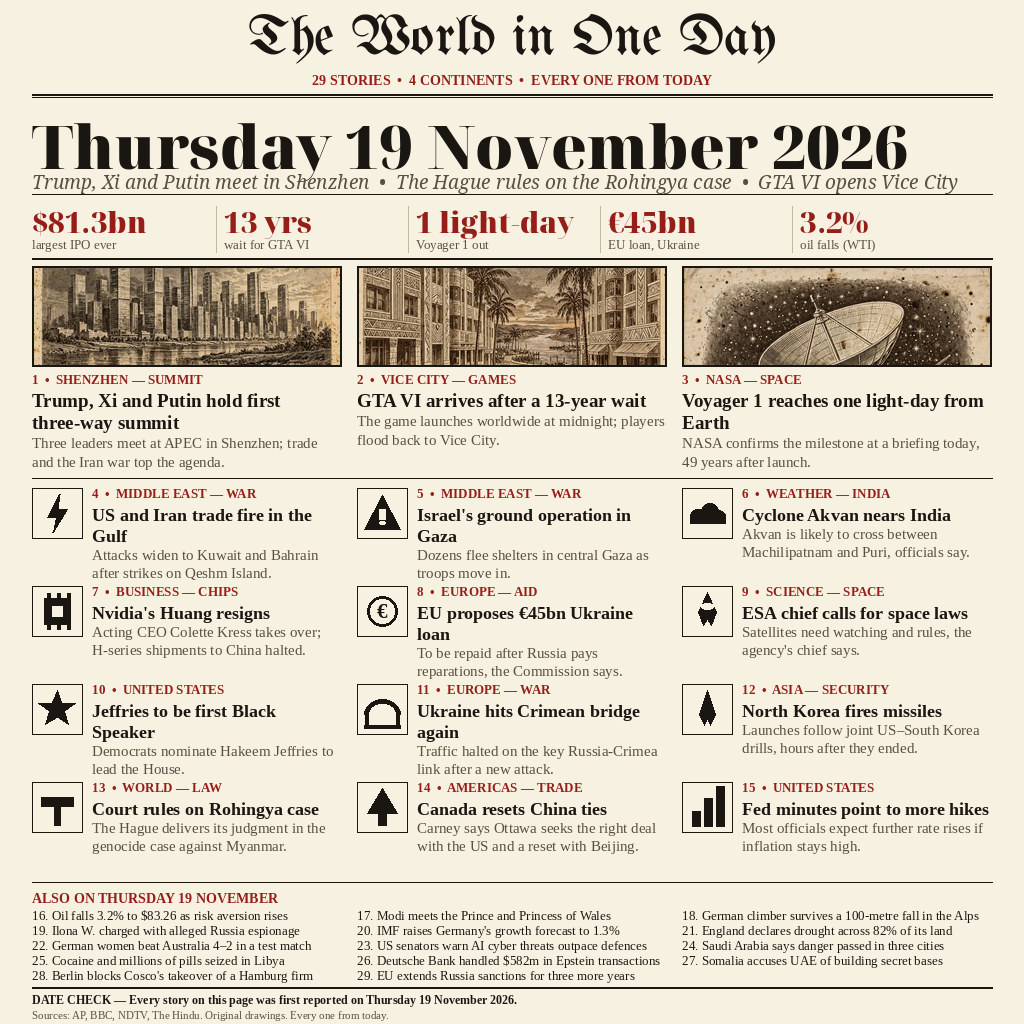 The World in One Day
29 STORIES • 4 CONTINENTS • EVERY ONE FROM TODAY
Thursday 19 November 2026
Trump, Xi and Putin meet in Shenzhen • The Hague rules on the Rohingya case • GTA VI opens Vice City
$81.3bn
largest IPO ever
13 yrs
wait for GTA VI
1 light-day
Voyager 1 out
€45bn
EU loan, Ukraine
3.2%
oil falls (WTI)
1 • SHENZHEN — SUMMIT
Trump, Xi and Putin hold first
three-way summit
Three leaders meet at APEC in Shenzhen; trade
and the Iran war top the agenda.
2 • VICE CITY — GAMES
GTA VI arrives after a 13-year wait
The game launches worldwide at midnight; players
flood back to Vice City.
3 • NASA — SPACE
Voyager 1 reaches one light-day from
Earth
NASA confirms the milestone at a briefing today,
49 years after launch.
4 • MIDDLE EAST — WAR
US and Iran trade fire in the
Gulf
Attacks widen to Kuwait and Bahrain
after strikes on Qeshm Island.
5 • MIDDLE EAST — WAR
Israel's ground operation in
Gaza
Dozens flee shelters in central Gaza as
troops move in.
6 • WEATHER — INDIA
Cyclone Akvan nears India
Akvan is likely to cross between
Machilipatnam and Puri, officials say.
7 • BUSINESS — CHIPS
Nvidia's Huang resigns
Acting CEO Colette Kress takes over;
H-series shipments to China halted.
8 • EUROPE — AID
€
EU proposes €45bn Ukraine
loan
To be repaid after Russia pays
reparations, the Commission says.
9 • SCIENCE — SPACE
ESA chief calls for space laws
Satellites need watching and rules, the
agency's chief says.
10 • UNITED STATES
Jeffries to be first Black
Speaker
Democrats nominate Hakeem Jeffries to
lead the House.
11 • EUROPE — WAR
Ukraine hits Crimean bridge
again
Traffic halted on the key Russia-Crimea
link after a new attack.
12 • ASIA — SECURITY
North Korea fires missiles
Launches follow joint US–South Korea
drills, hours after they ended.
13 • WORLD — LAW
Court rules on Rohingya case
The Hague delivers its judgment in the
genocide case against Myanmar.
14 • AMERICAS — TRADE
Canada resets China ties
Carney says Ottawa seeks the right deal
with the US and a reset with Beijing.
15 • UNITED STATES
Fed minutes point to more hikes
Most officials expect further rate rises if
inflation stays high.
ALSO ON THURSDAY 19 NOVEMBER
16. Oil falls 3.2% to $83.26 as risk aversion rises
17. Modi meets the Prince and Princess of Wales
18. German climber survives a 100-metre fall in the Alps
19. Ilona W. charged with alleged Russia espionage
20. IMF raises Germany's growth forecast to 1.3%
21. England declares drought across 82% of its land
22. German women beat Australia 4–2 in a test match
23. US senators warn AI cyber threats outpace defences
24. Saudi Arabia says danger passed in three cities
25. Cocaine and millions of pills seized in Libya
26. Deutsche Bank handled $582m in Epstein transactions
27. Somalia accuses UAE of building secret bases
28. Berlin blocks Cosco's takeover of a Hamburg firm
29. EU extends Russia sanctions for three more years
DATE CHECK — Every story on this page was first reported on Thursday 19 November 2026.
Sources: AP, BBC, NDTV, The Hindu. Original drawings. Every one from today.